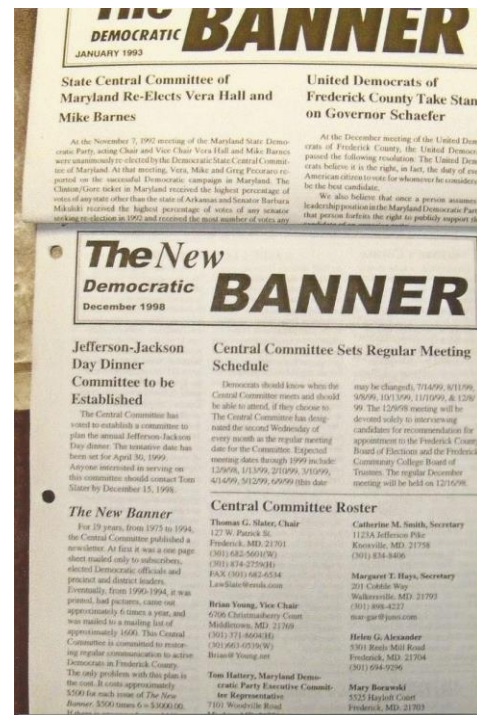 The
DEMOCRATIC BANNER
JANUARY 1993
State Central Committee of
Maryland Re-Elects Vera Hall and
Mike Barnes
At the November 7, 1992 meeting of the Maryland State Demo-
cratic Party, acting Chair and Vice Chair Vera Hall and Mike Barnes
were unanimously re-elected by the Democratic State Central Commit-
tee of Maryland. At that meeting, Vera, Mike and Greg Pecoraro re-
ported on the successful Democratic campaign in Maryland. The
Clinton/Gore ticket in Maryland received the highest percentage of
votes of any state other than the state of Arkansas and Senator Barbara
Mikulski received the highest percentage of votes of any senator
seeking re-election in 1992 and received the most number of votes any
United Democrats of
Frederick County Take Stan
on Governor Schaefer
At the December meeting of the United Dem
crats of Frederick County, the United Democra
passed the following resolution: The United Dem
crats believe it is the right, in fact, the duty of eve
American citizen to vote for whomever he considers
be the best candidate.
We also believe that once a person assumes
leadership position in the Maryland Democratic Part
that person forfeits the right to publicly support th
The New
Democratic BANNER
December 1998
Jefferson-Jackson
Day Dinner
Committee to be
Established
The Central Committee has
voted to establish a committee to
plan the annual Jefferson-Jackson
Day dinner. The tentative date has
been set for April 30, 1999.
Anyone interested in serving on
this committee should contact Tom
Slater by December 15, 1998.
The New Banner
For 19 years, from 1975 to 1994,
the Central Committee published a
newsletter. At first it was a one page
sheet mailed only to subscribers,
elected Democratic officials and
precinct and district leaders.
Eventually, from 1990-1994, it was
printed, had pictures, came out
approximately 6 times a year, and
was mailed to a mailing list of
approximately 1600. This Central
Committee is committed to restor-
ing regular communication to active
Democrats in Frederick County.
The only problem with this plan is
the cost. It costs approximately
$500 for each issue of The New
Banner. $500 times 6 = $3000.00.
Central Committee Sets Regular Meeting
Schedule
Democrats should know when the
Central Committee meets and should
be able to attend, if they choose to.
The Central Committee has desig-
nated the second Wednesday of
every month as the regular meeting
date for the Committee. Expected
meeting dates through 1999 include:
12/9/98, 1/13/99, 2/10/99, 3/10/99,
4/14/99, 5/12/99, 6/9/99 (this date
may be changed), 7/14/99, 8/11/99,
9/8/99, 10/13/99, 11/10/99, & 12/8/
99. The 12/9/98 meeting will be
devoted solely to interviewing
candidates for recommendation for
appointment to the Frederick County
Board of Elections and the Frederick
Community College Board of
Trustees. The regular December
meeting will be held on 12/16/98.
Central Committee Roster
Thomas G. Slater, Chair
127 W. Patrick St.
Frederick, MD. 21701
(301) 682-5601(W)
(301) 874-2759(H)
FAX (301) 682-6534
Brian Young, Vice Chair
6706 Christmasberry Court
Middletown, MD. 21769
(301) 371-6604(H)
(301)663-0539(W)
Brian@Young.net
Tom Hattery, Maryland Demo-
cratic Party Executive Commit-
tee Representative
7101 Woodville Road
Catherine M. Smith, Secretary
1123A Jefferson Pike
Knoxville, MD. 21758
(301) 834-8406
Margaret T. Hays, Secretary
201 Cobble Way
Walkersville, MD. 21793
(301) 898-4227
Helen G. Alexander
5301 Reels Mill Road
Frederick, MD. 21704
(301) 694-9296
Mary Borawski
5525 Hayloft Court
Frederick, MD. 21703